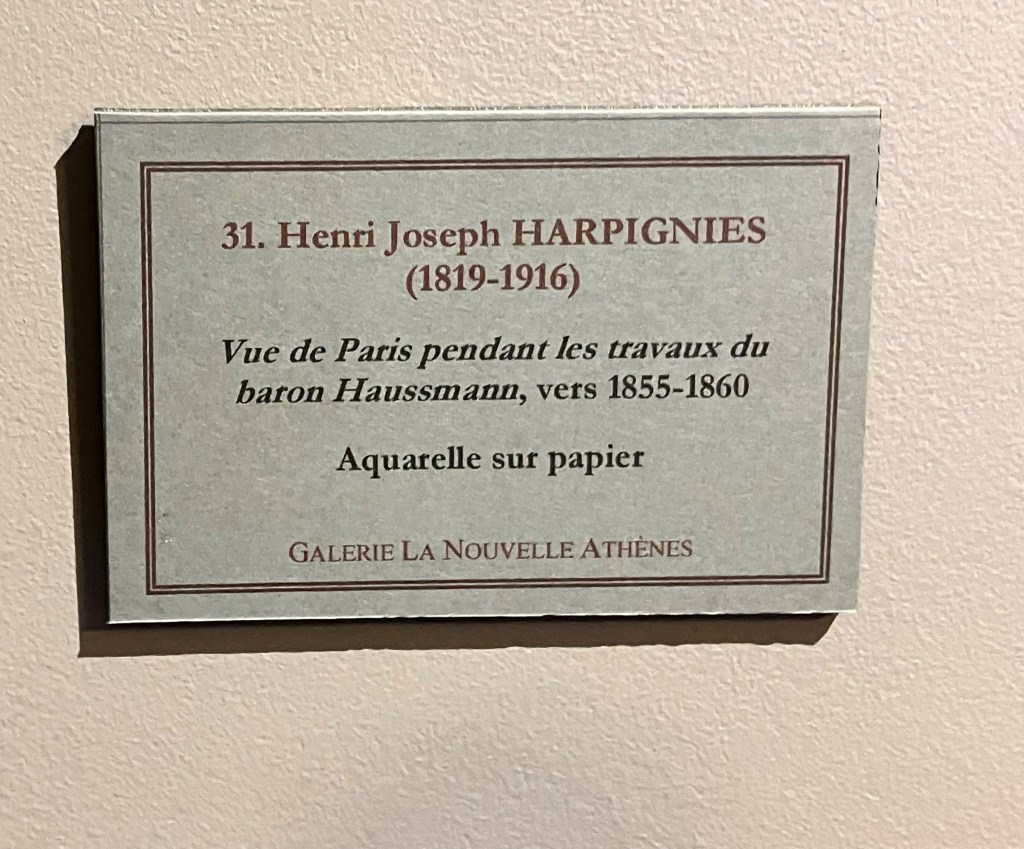 31. Henri Joseph HARPIGNIES
(1819-1916)
Vue de Paris pendant les travaux du
baron Haussmann, vers 1855-1860
Aquarelle sur papier
GALERIE LA NOUVELLE ATHÈNES